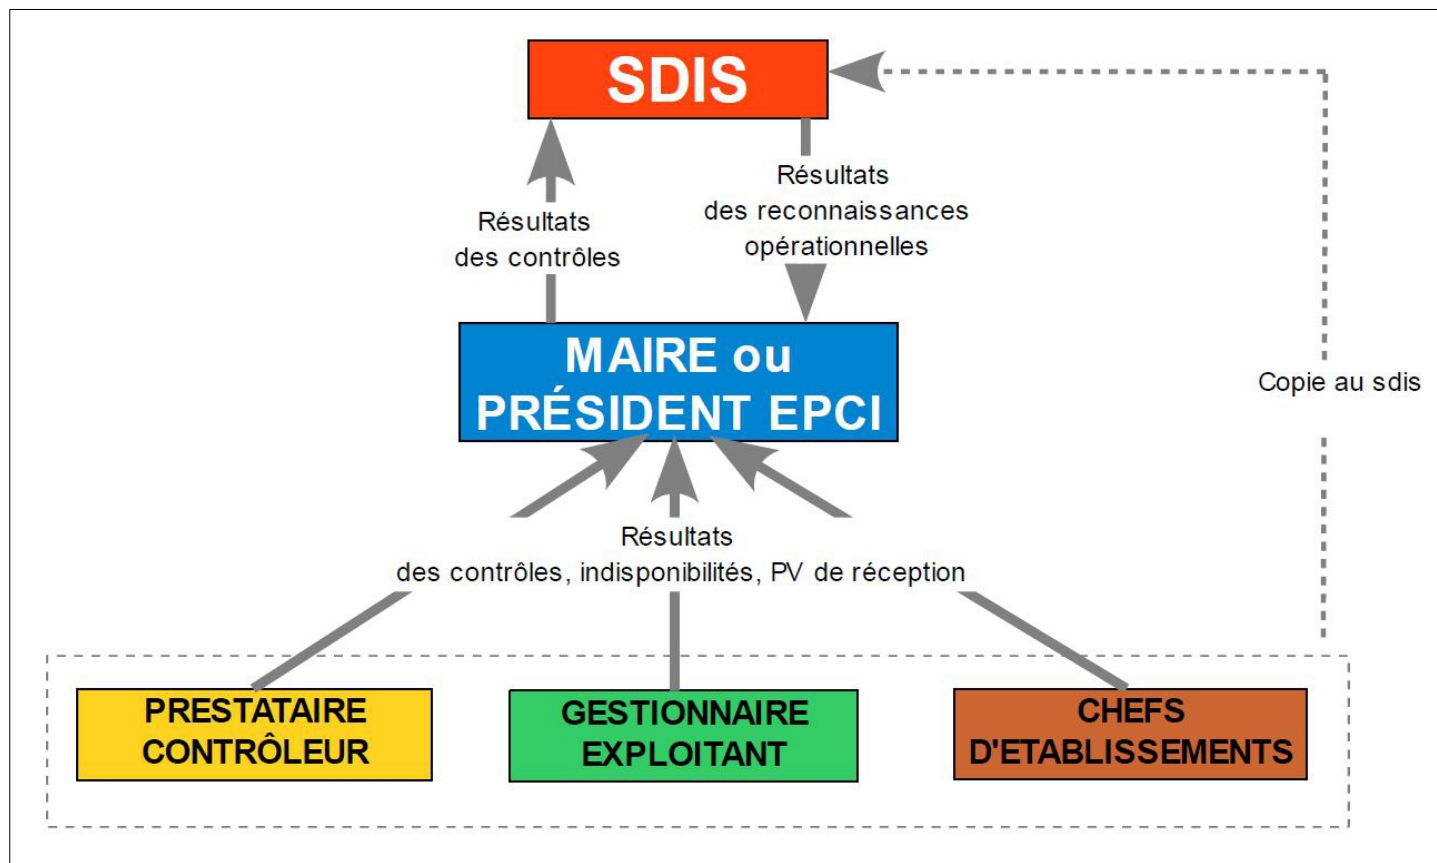 SDIS
Résultats
des reconnaissances
opérationnelles
Résultats
des contrôles
MAIRE ou
PRÉSIDENT EPCI
Copie au sdis
Résultats
des contrôles, indisponibilités, PV de réception
PRESTATAIRE
CONTRÔLEUR
GESTIONNAIRE
EXPLOITANT
CHEFS
D'ETABLISSEMENTS